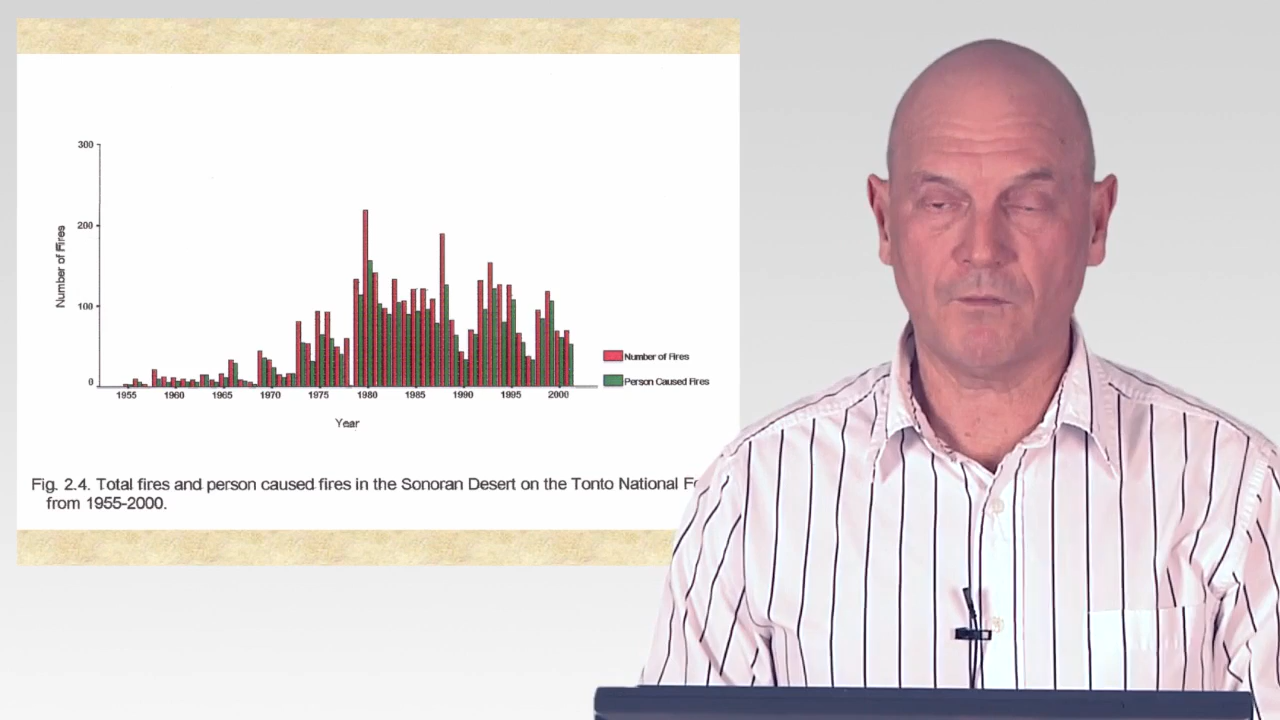 300
200
100
0
Number of Fires
1955 1960 1965 1970 1975 1980 1985 1990 1995 2000
Year
Number of Fires
Person Caused Fires
Fig. 2.4. Total fires and person caused fires in the Sonoran Desert on the Tonto National
from 1955-2000.